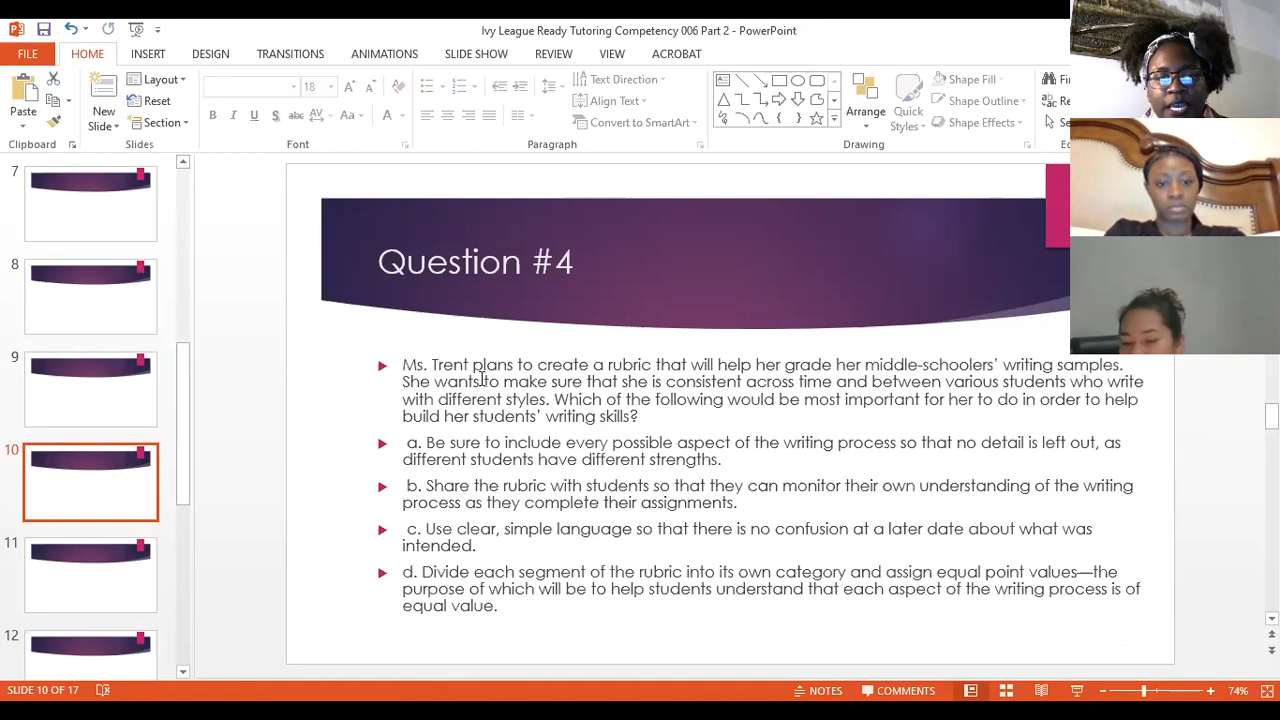 Ivy League Ready Tutoring Competency 006 Part 2 - PowerPoint
FILE HOME INSERT DESIGN TRANSITIONS ANIMATIONS SLIDE SHOW REVIEW VIEW ACROBAT
Layout
Reset
Section
Paste
New
Slide
18
B I U S abc AV Aa A
Text Direction
Align Text
Convert to SmartArt
Arrange
Quick
Styles
Shape Fill
Shape Outline
Shape Effects
Clipboard Slides Font Paragraph Drawing
7
8
9
10
11
12
Question #4
Ms. Trent plans to create a rubric that will help her grade her middle-schoolers' writing samples.
She wants to make sure that she is consistent across time and between various students who write
with different styles. Which of the following would be most important for her to do in order to help
build her students' writing skills?
a. Be sure to include every possible aspect of the writing process so that no detail is left out, as
different students have different strengths.
b. Share the rubric with students so that they can monitor their own understanding of the writing
process as they complete their assignments.
c. Use clear, simple language so that there is no confusion at a later date about what was
intended.
d. Divide each segment of the rubric into its own category and assign equal point values—the
purpose of which will be to help students understand that each aspect of the writing process is of
equal value.
SLIDE 10 OF 17 NOTES COMMENTS 74%